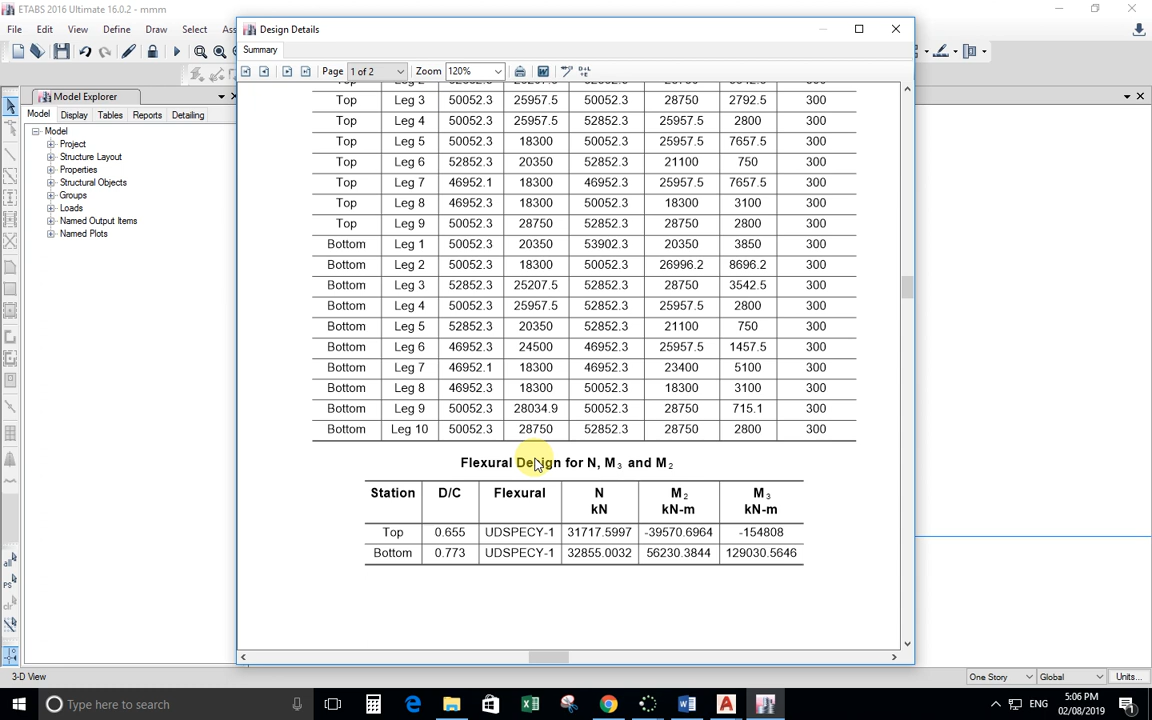 ETABS 2016 Ultimate 16.0.2 - mmm
File Edit View Define Draw Select
Design Details
Summary
Page 1 of 2 Zoom 120%
Model Explorer
Model Display Tables Reports Detailing
Model
Project
Structure Layout
Properties
Structural Objects
Groups
Loads
Named Output Items
Named Plots
Top Leg 3 50052.3 25957.5 50052.3 28750 2792.5 300
Top Leg 4 50052.3 25957.5 52852.3 25957.5 2800 300
Top Leg 5 50052.3 18300 50052.3 25957.5 7657.5 300
Top Leg 6 52852.3 20350 52852.3 21100 750 300
Top Leg 7 46952.1 18300 46952.3 25957.5 7657.5 300
Top Leg 8 46952.3 18300 50052.3 18300 3100 300
Top Leg 9 50052.3 28750 52852.3 28750 2800 300
Bottom Leg 1 50052.3 20350 53902.3 20350 3850 300
Bottom Leg 2 50052.3 18300 50052.3 26996.2 8696.2 300
Bottom Leg 3 52852.3 25207.5 52852.3 28750 3542.5 300
Bottom Leg 4 50052.3 25957.5 52852.3 25957.5 2800 300
Bottom Leg 5 52852.3 20350 52852.3 21100 750 300
Bottom Leg 6 46952.3 24500 46952.3 25957.5 1457.5 300
Bottom Leg 7 46952.1 18300 46952.3 23400 5100 300
Bottom Leg 8 46952.3 18300 50052.3 18300 3100 300
Bottom Leg 9 50052.3 28034.9 50052.3 28750 715.1 300
Bottom Leg 10 50052.3 28750 52852.3 28750 2800 300
Flexural Design for N, M3 and M2
Station D/C Flexural N M2 M3
kN kN-m kN-m
Top 0.655 UDSPECY-1 31717.5997 -39570.6964 -154808
Bottom 0.773 UDSPECY-1 32855.0032 56230.3844 129030.5646
all
PS
clr
3-D View One Story Global Units...
Type here to search
ENG
5:06 PM
02/08/2019
1